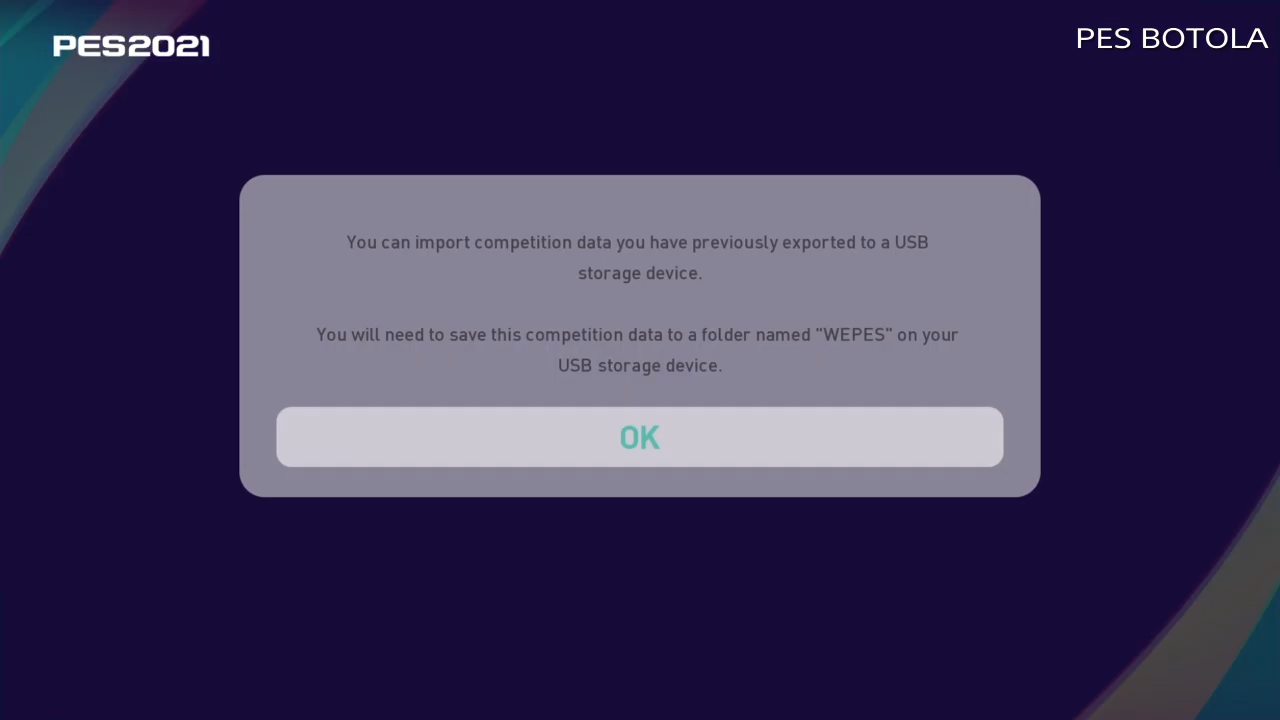 PES2021
PES BOTOLA
You can import competition data you have previously exported to a USB
storage device.
You will need to save this competition data to a folder named "WEPES" on your
USB storage device.
OK